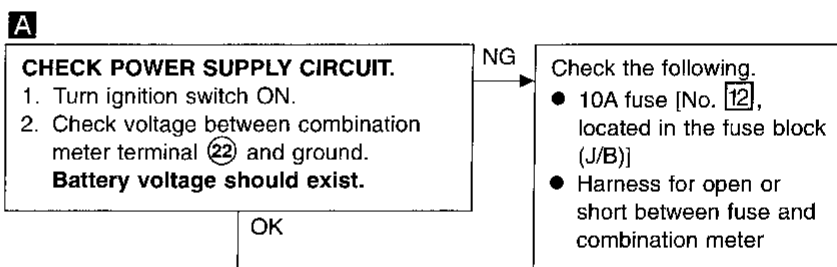 A
CHECK POWER SUPPLY CIRCUIT.
1. Turn ignition switch ON.
2. Check voltage between combination
meter terminal 22 and ground.
Battery voltage should exist.
NG
Check the following.
● 10A fuse [No. 12,
located in the fuse block
(J/B)]
● Harness for open or
short between fuse and
combination meter
OK